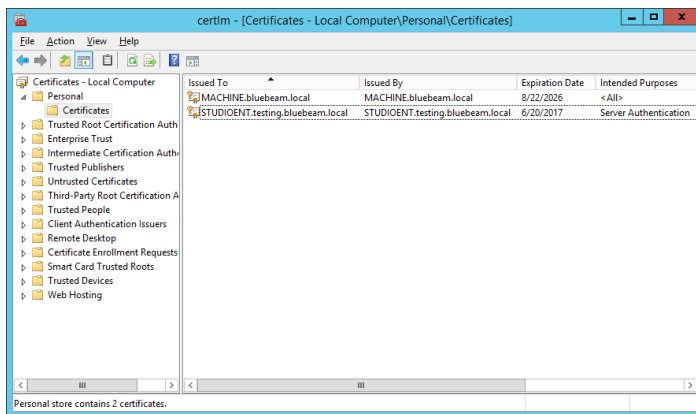 certlm - [Certificates - Local Computer\Personal\Certificates]
File Action View Help
Certificates - Local Computer
Personal
Certificates
Trusted Root Certification Auth
Enterprise Trust
Intermediate Certification Auth
Trusted Publishers
Untrusted Certificates
Third-Party Root Certification A
Trusted People
Client Authentication Issuers
Remote Desktop
Certificate Enrollment Requests
Smart Card Trusted Roots
Trusted Devices
Web Hosting
Issued To Issued By Expiration Date Intended Purposes
MACHINE.bluebeam.local MACHINE.bluebeam.local 8/22/2026 <All>
STUDIOENT.testing.bluebeam.local STUDIOENT.testing.bluebeam.local 6/20/2017 Server Authentication
Personal store contains 2 certificates.